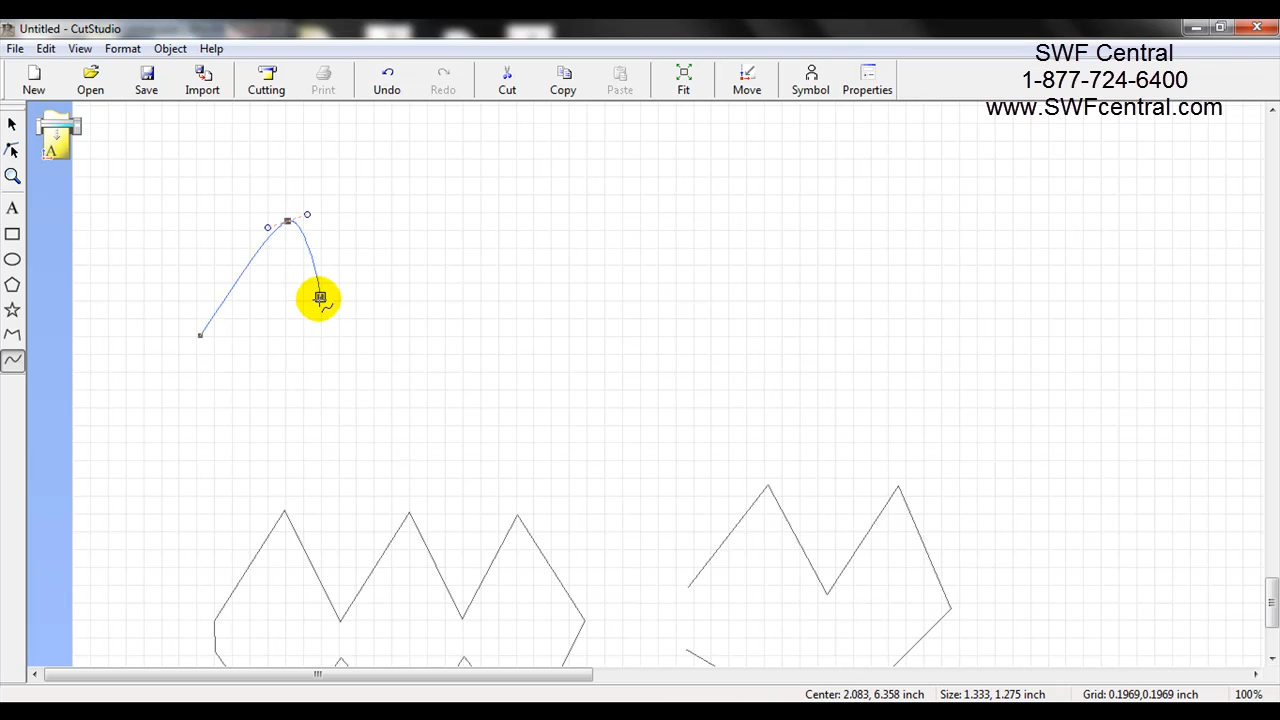 Untitled - CutStudio
File Edit View Format Object Help
SWF Central
1-877-724-6400
www.SWFcentral.com
New Open Save Import Cutting Print Undo Redo Cut Copy Paste Fit Move Symbol Properties
A
A
Center: 2.083, 6.358 inch Size: 1.333, 1.275 inch Grid: 0.1969,0.1969 inch 100%